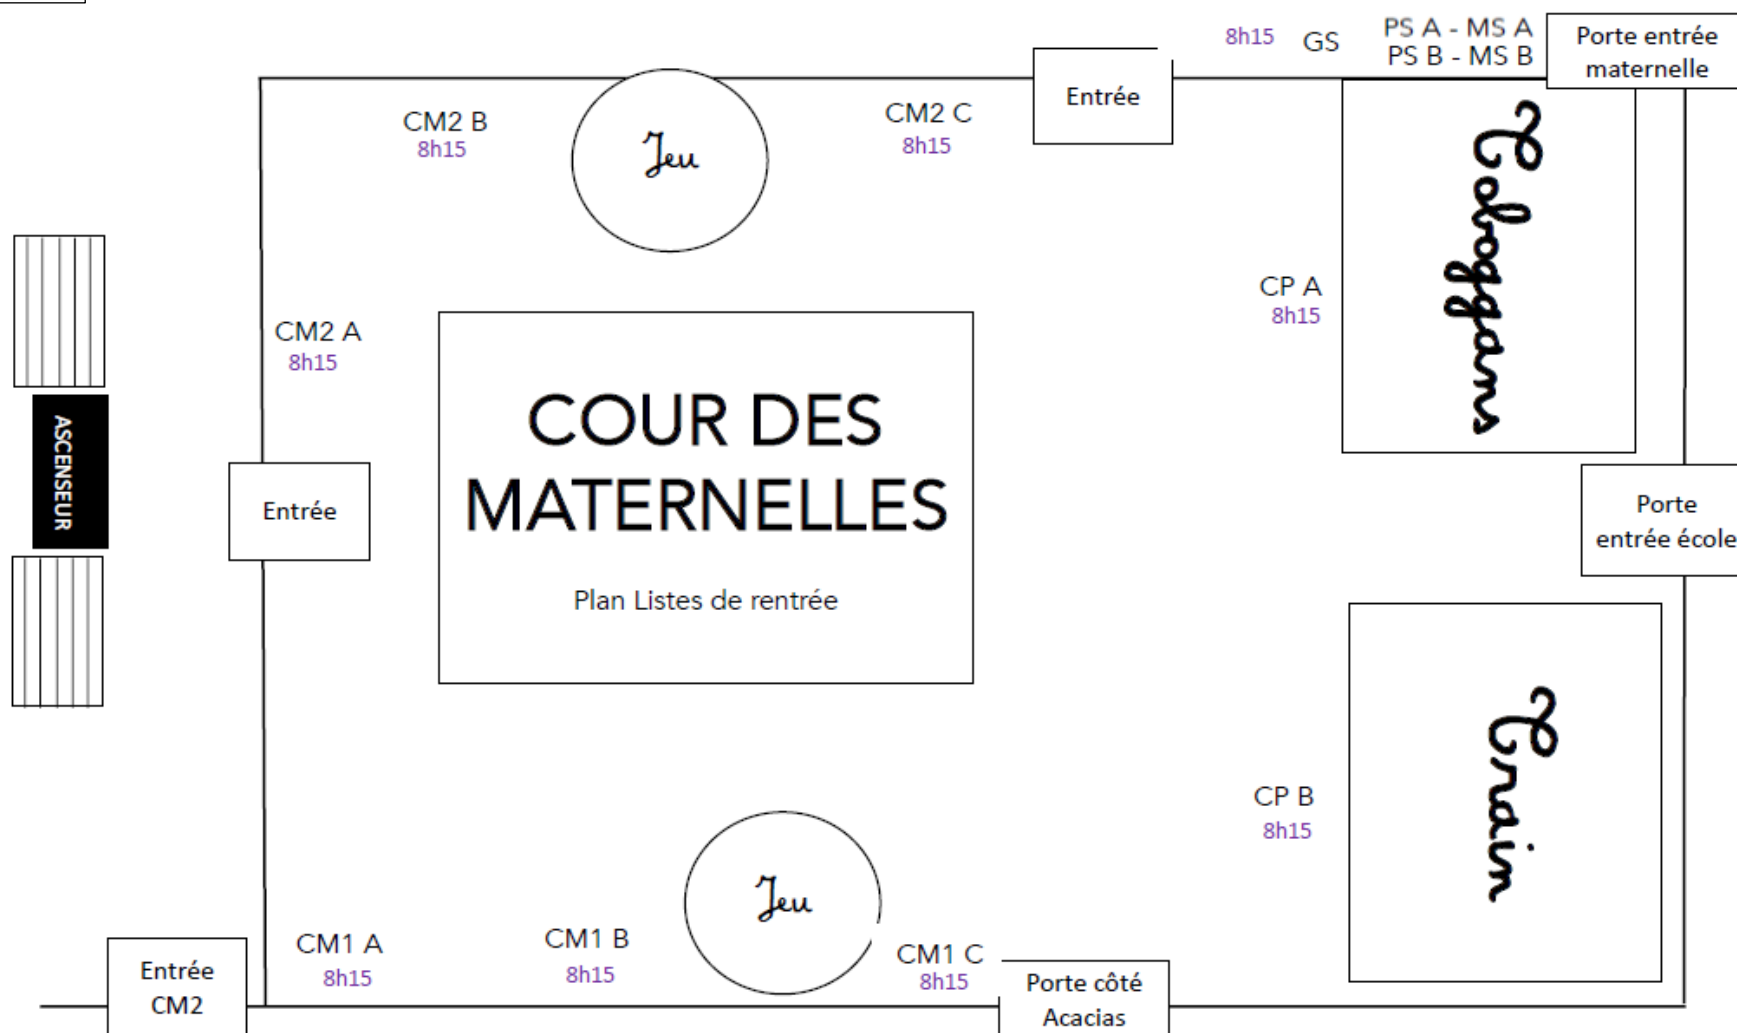 8h15 GS
PS A - MS A
PS B - MS B
Porte entrée
maternelle
CM2 B
8h15
Jeu
CM2 C
8h15
Entrée
Toboggans
CP A
8h15
CM2 A
8h15
ASCENSEUR
Entrée
COUR DES
MATERNELLES
Plan Listes de rentrée
Porte
entrée école
Train
CP B
8h15
Jeu
CM1 A
8h15
CM1 B
8h15
CM1 C
8h15
Entrée
CM2
Porte côté
Acacias